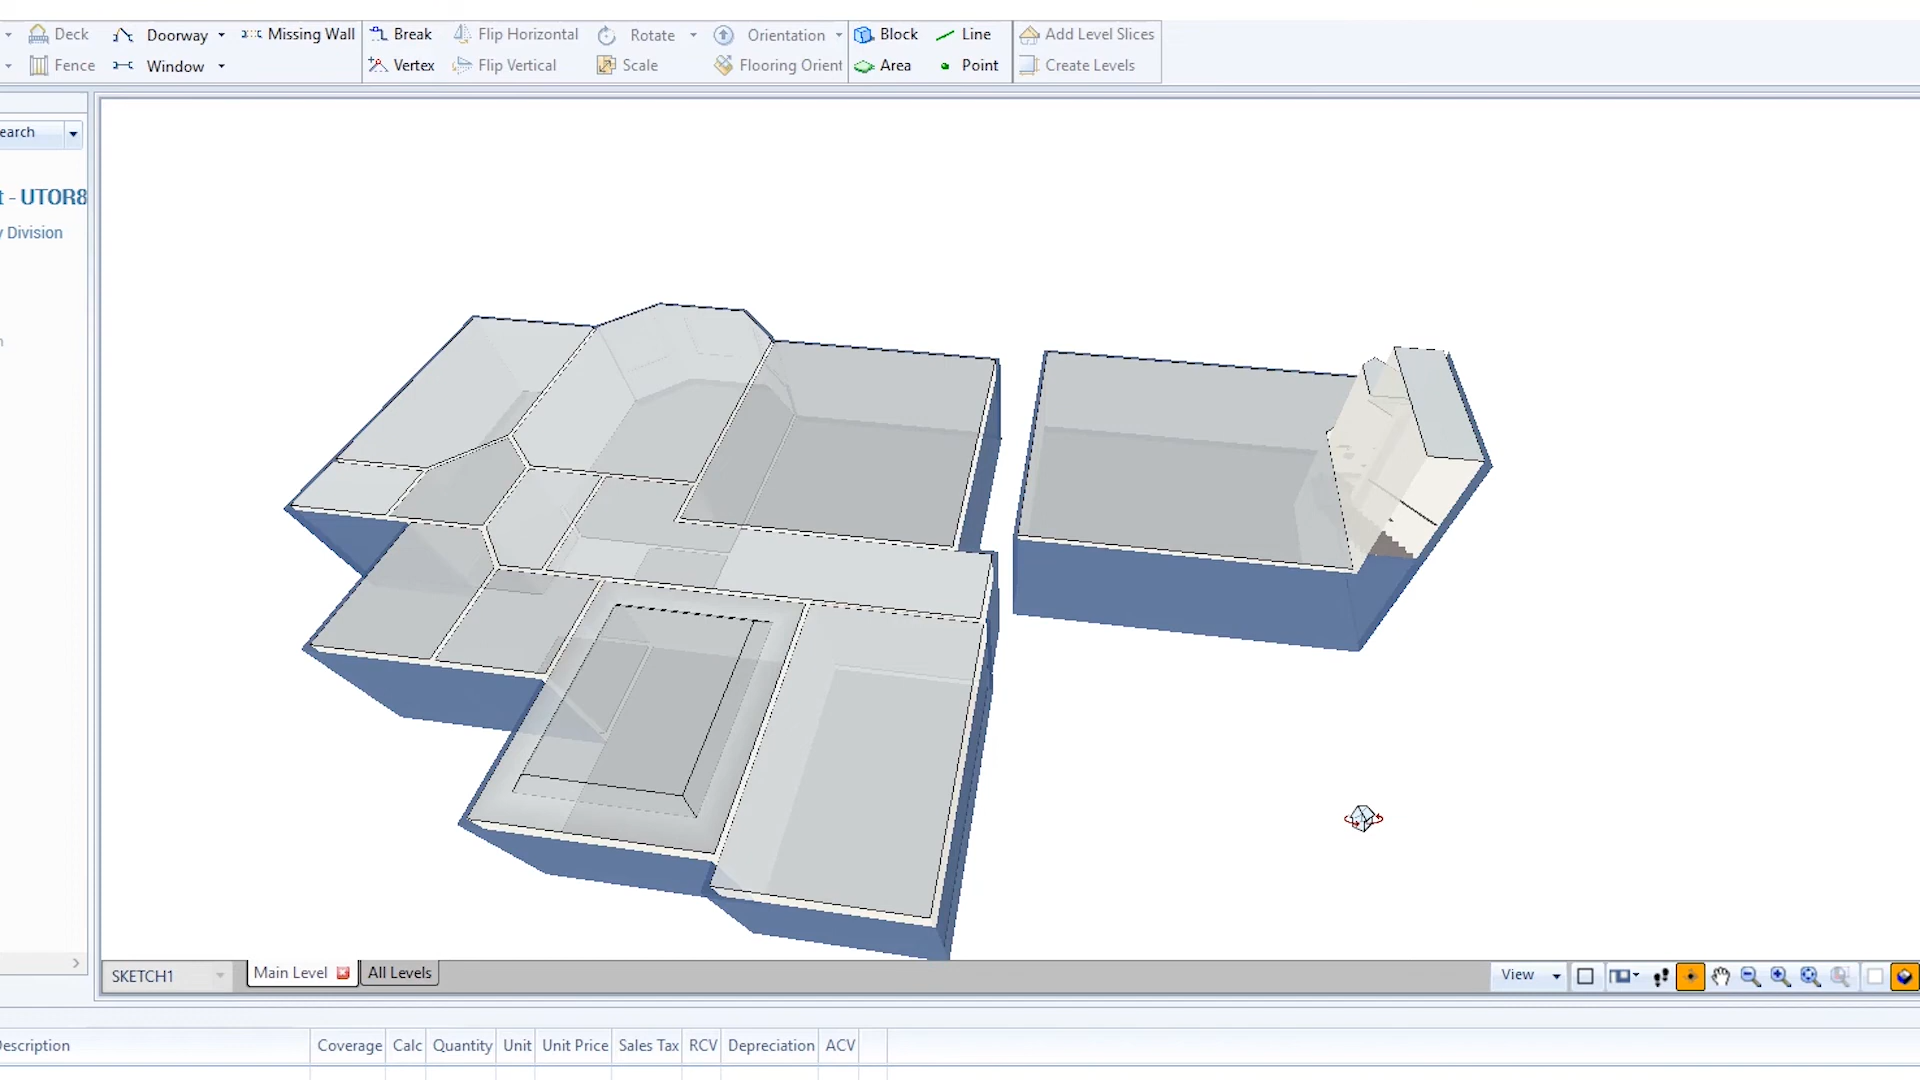 Deck Doorway Missing Wall Break Flip Horizontal Rotate Orientation Block Line Add Level Slices
Fence Window Vertex Flip Vertical Scale Flooring Orient Area Point Create Levels
earch
t - UTOR8
y Division
n
SKETCH1 Main Level All Levels View
escription Coverage Calc Quantity Unit Unit Price Sales Tax RCV Depreciation ACV